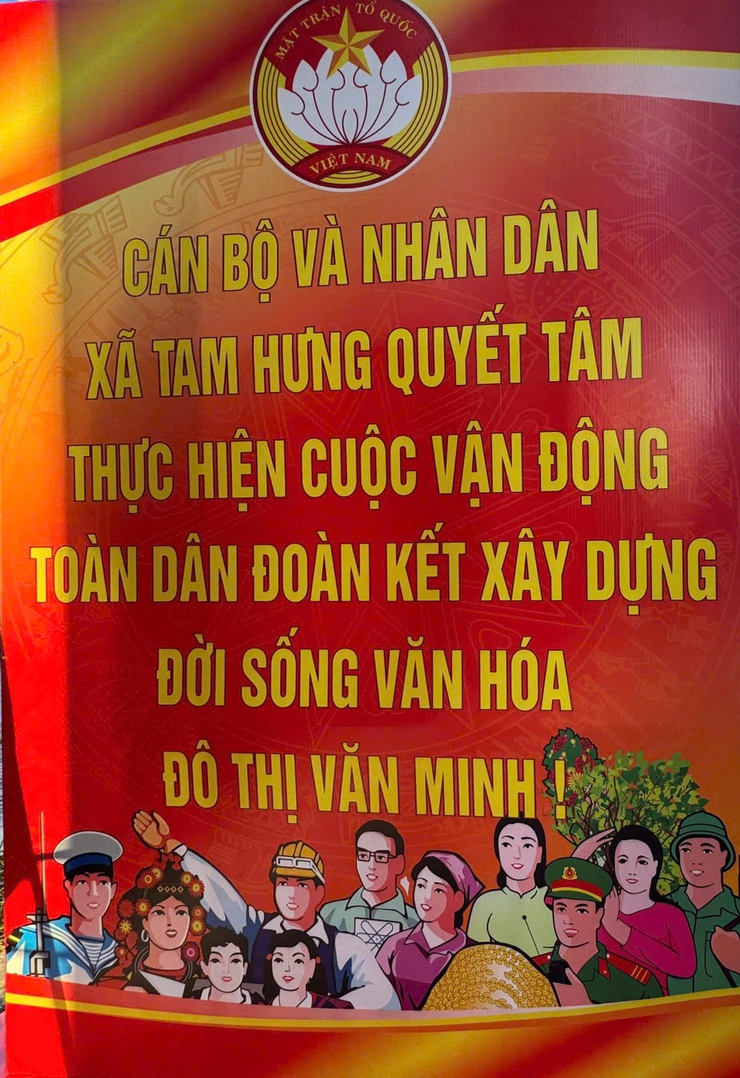 MẶT TRẬN TỔ QUỐC
VIỆT NAM
CÁN BỘ VÀ NHÂN DÂN
XÃ TAM HƯNG QUYẾT TÂM
THỰC HIỆN CUỘC VẬN ĐỘNG
TOÀN DÂN ĐOÀN KẾT XÂY DỰNG
ĐỜI SỐNG VĂN HÓA
ĐÔ THỊ VĂN MINH !